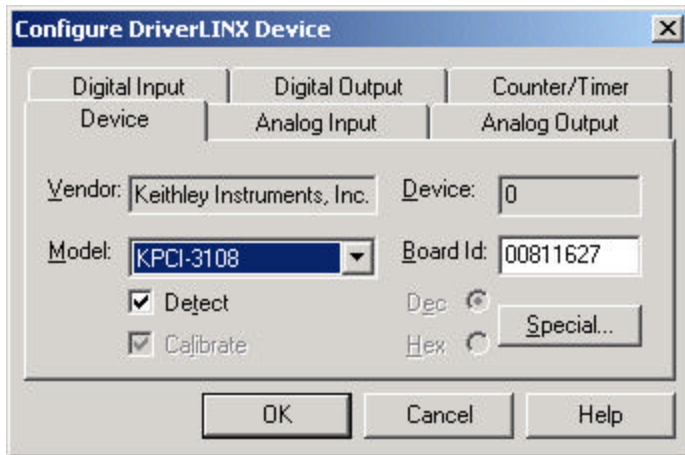 Configure DriverLINX Device
Digital Input Digital Output Counter/Timer
Device Analog Input Analog Output
Vendor: Keithley Instruments, Inc. Device: 0
Model: KPCI-3108 Board Id: 00811627
Detect Dec
Calibrate Hex Special...
OK Cancel Help